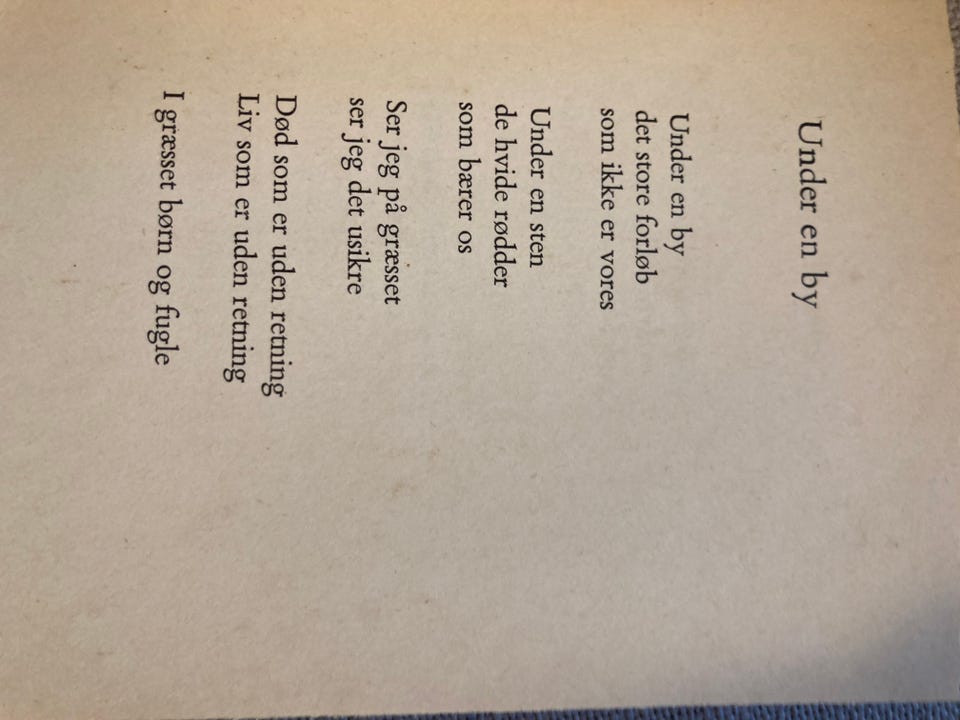 Under en by
Under en by
det store forløb
som ikke er vores
Under en sten
de hvide rødder
som bærer os
Ser jeg på græsset
ser jeg det usikre
Død som er uden retning
Liv som er uden retning
I græsset børn og fugle